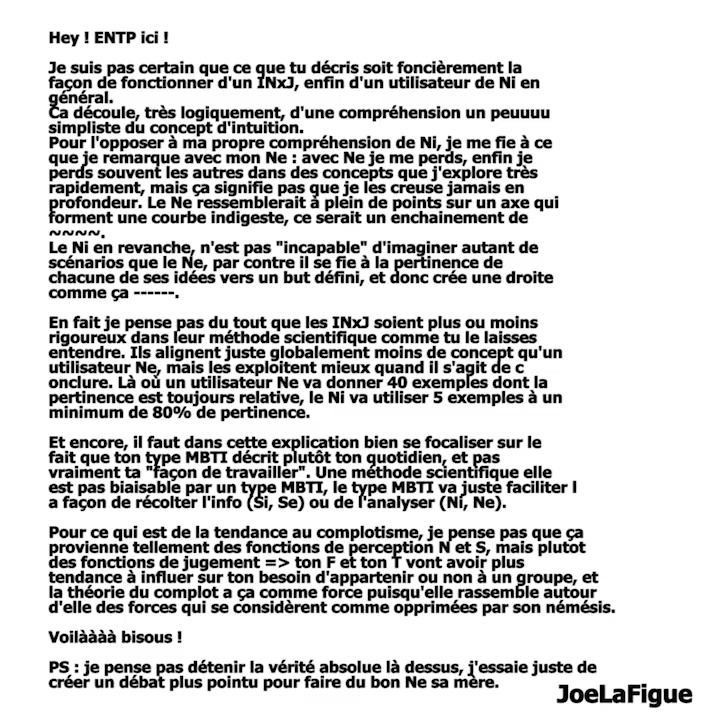 Hey ! ENTP ici !
Je suis pas certain que ce que tu décris soit foncièrement la
façon de fonctionner d'un INxJ, enfin d'un utilisateur de Ni en
général.
Ca découle, très logiquement, d'une compréhension un peuuuu
simpliste du concept d'intuition.
Pour l'opposer à ma propre compréhension de Ni, je me fie à ce
que je remarque avec mon Ne : avec Ne je me perds, enfin je
perds souvent les autres dans des concepts que j'explore très
rapidement, mais ça signifie pas que je les creuse jamais en
profondeur. Le Ne ressemblerait à plein de points sur un axe qui
forment une courbe indigeste, ce serait un enchainement de
~~~~.
Le Ni en revanche, n'est pas "incapable" d'imaginer autant de
scénarios que le Ne, par contre il se fie à la pertinence de
chacune de ses idées vers un but défini, et donc crée une droite
comme ça ------.
En fait je pense pas du tout que les INxJ soient plus ou moins
rigoureux dans leur méthode scientifique comme tu le laisses
entendre. Ils alignent juste globalement moins de concept qu'un
utilisateur Ne, mais les exploitent mieux quand il s'agit de c
onclure. Là où un utilisateur Ne va donner 40 exemples dont la
pertinence est toujours relative, le Ni va utiliser 5 exemples à un
minimum de 80% de pertinence.
Et encore, il faut dans cette explication bien se focaliser sur le
fait que ton type MBTI décrit plutôt ton quotidien, et pas
vraiment ta "façon de travailler". Une méthode scientifique elle
est pas biaisable par un type MBTI, le type MBTI va juste faciliter l
a façon de récolter l'info (Si, Se) ou de l'analyser (Ni, Ne).
Pour ce qui est de la tendance au complotisme, je pense pas que ça
provienne tellement des fonctions de perception N et S, mais plutot
des fonctions de jugement => ton F et ton T vont avoir plus
tendance à influer sur ton besoin d'appartenir ou non à un groupe, et
la théorie du complot a ça comme force puisqu'elle rassemble autour
d'elle des forces qui se considèrent comme opprimées par son némésis.
Voilàààà bisous !
PS : je pense pas détenir la vérité absolue là dessus, j'essaie juste de
créer un débat plus pointu pour faire du bon Ne sa mère.
JoeLaFigue